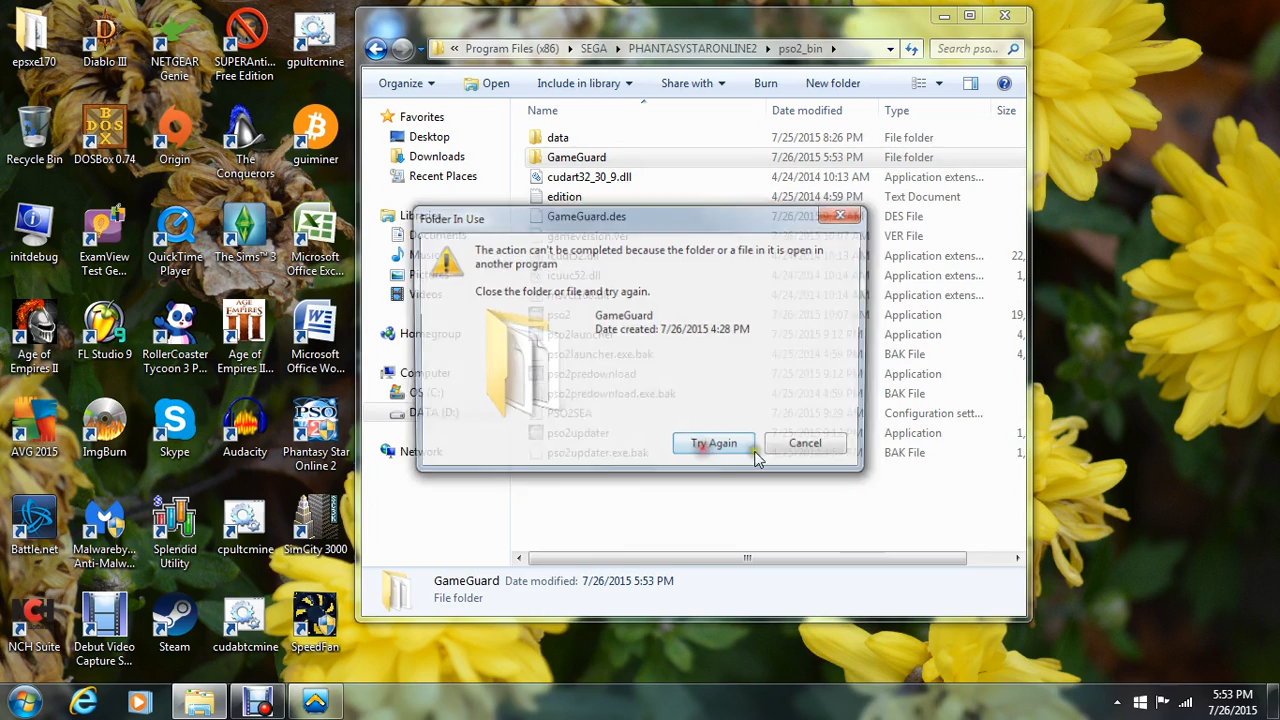 epsxe170
Diablo III
NETGEAR Genie
SUPERAnti... Free Edition
gpultcmine
Recycle Bin
DOSBox 0.74
Origin
The Conquerors
guiminer
initdebug
ExamView Test Ge...
QuickTime Player
The Sims™ 3
Microsoft Office Exc...
Age of Empires II
FL Studio 9
RollerCoaster Tycoon 3 P...
Age of Empires II...
Microsoft Office Wo...
AVG 2015
ImgBurn
Skype
Audacity
Phantasy Star Online 2
Battle.net
Malwareby... Anti-Malw...
Splendid Utility
cpultcmine
SimCity 3000
NCH Suite
Debut Video Capture S...
Steam
cudabtcmine
SpeedFan
Program Files (x86) SEGA PHANTASYSTARONLINE2 pso2_bin
Search pso...
Organize Open Include in library Share with Burn New folder
Name Date modified Type Size
Favorites
Desktop
Downloads
Recent Places
Documents
Homegroup
Computer
OS (C:)
DATA (D:)
Network
data 7/25/2015 8:26 PM File folder
GameGuard 7/26/2015 5:53 PM File folder
cudart32_30_9.dll 4/24/2014 10:13 AM Application extens...
edition 4/25/2014 4:59 PM Text Document
GameGuard.des DES File
gameversion.ver VER File
Application extens... 22,
Application extens... 1,
Application extens...
pso2 Application 19,
pso2launcher Application 4,
pso2launcher.exe.bak BAK File 4,
pso2predownload Application
pso2predownload.exe.bak BAK File
PSO2SEA Configuration sett...
pso2updater Application 1,
pso2updater.exe.bak BAK File 1,
Folder In Use
The action can't be completed because the folder or a file in it is open in another program
Close the folder or file and try again.
GameGuard
Date created: 7/26/2015 4:28 PM
Try Again Cancel
GameGuard Date modified: 7/26/2015 5:53 PM
File folder
5:53 PM
7/26/2015